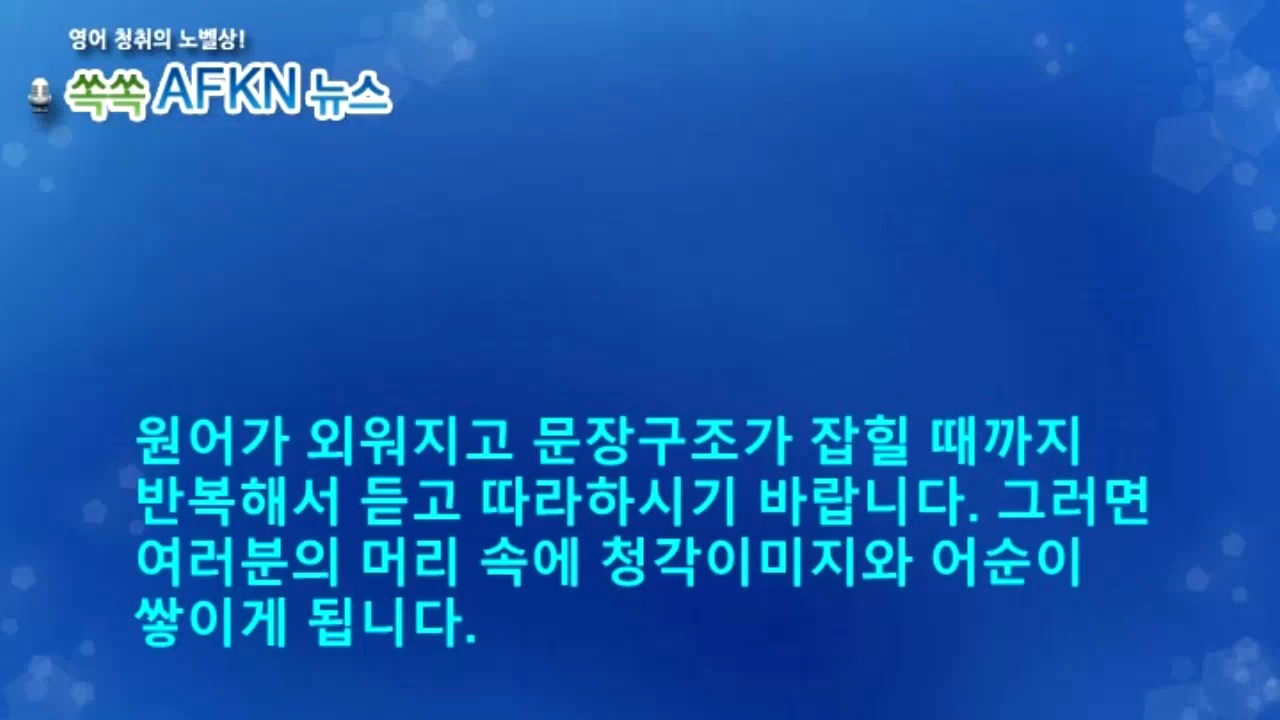 영어 청취의 노벨상!
쏙쏙 AFKN 뉴스
원어가 외워지고 문장구조가 잡힐 때까지
반복해서 듣고 따라하시기 바랍니다. 그러면
여러분의 머리 속에 청각이미지와 어순이
쌓이게 됩니다.